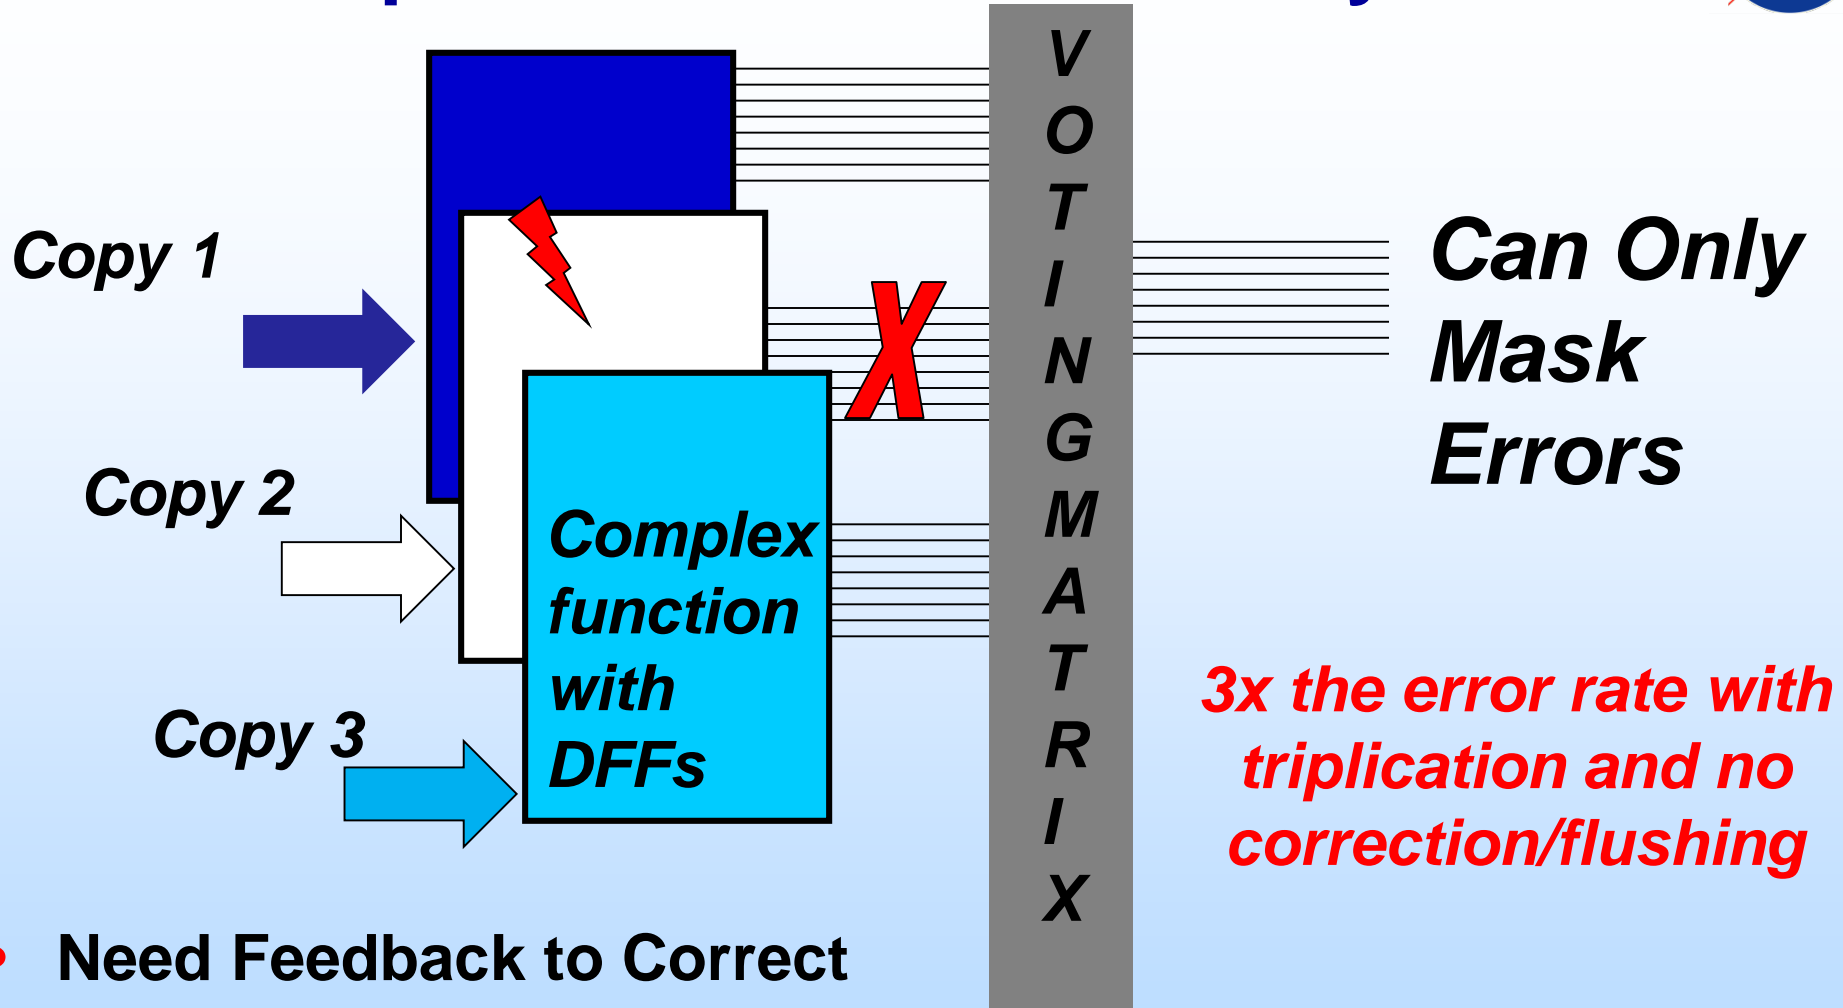 Copy 1
Copy 2
Copy 3
Complex
function
with
DFFs
V
O
T
I
N
G
M
A
T
R
I
X
Can Only
Mask
Errors
3x the error rate with
triplication and no
correction/flushing
• Need Feedback to Correct